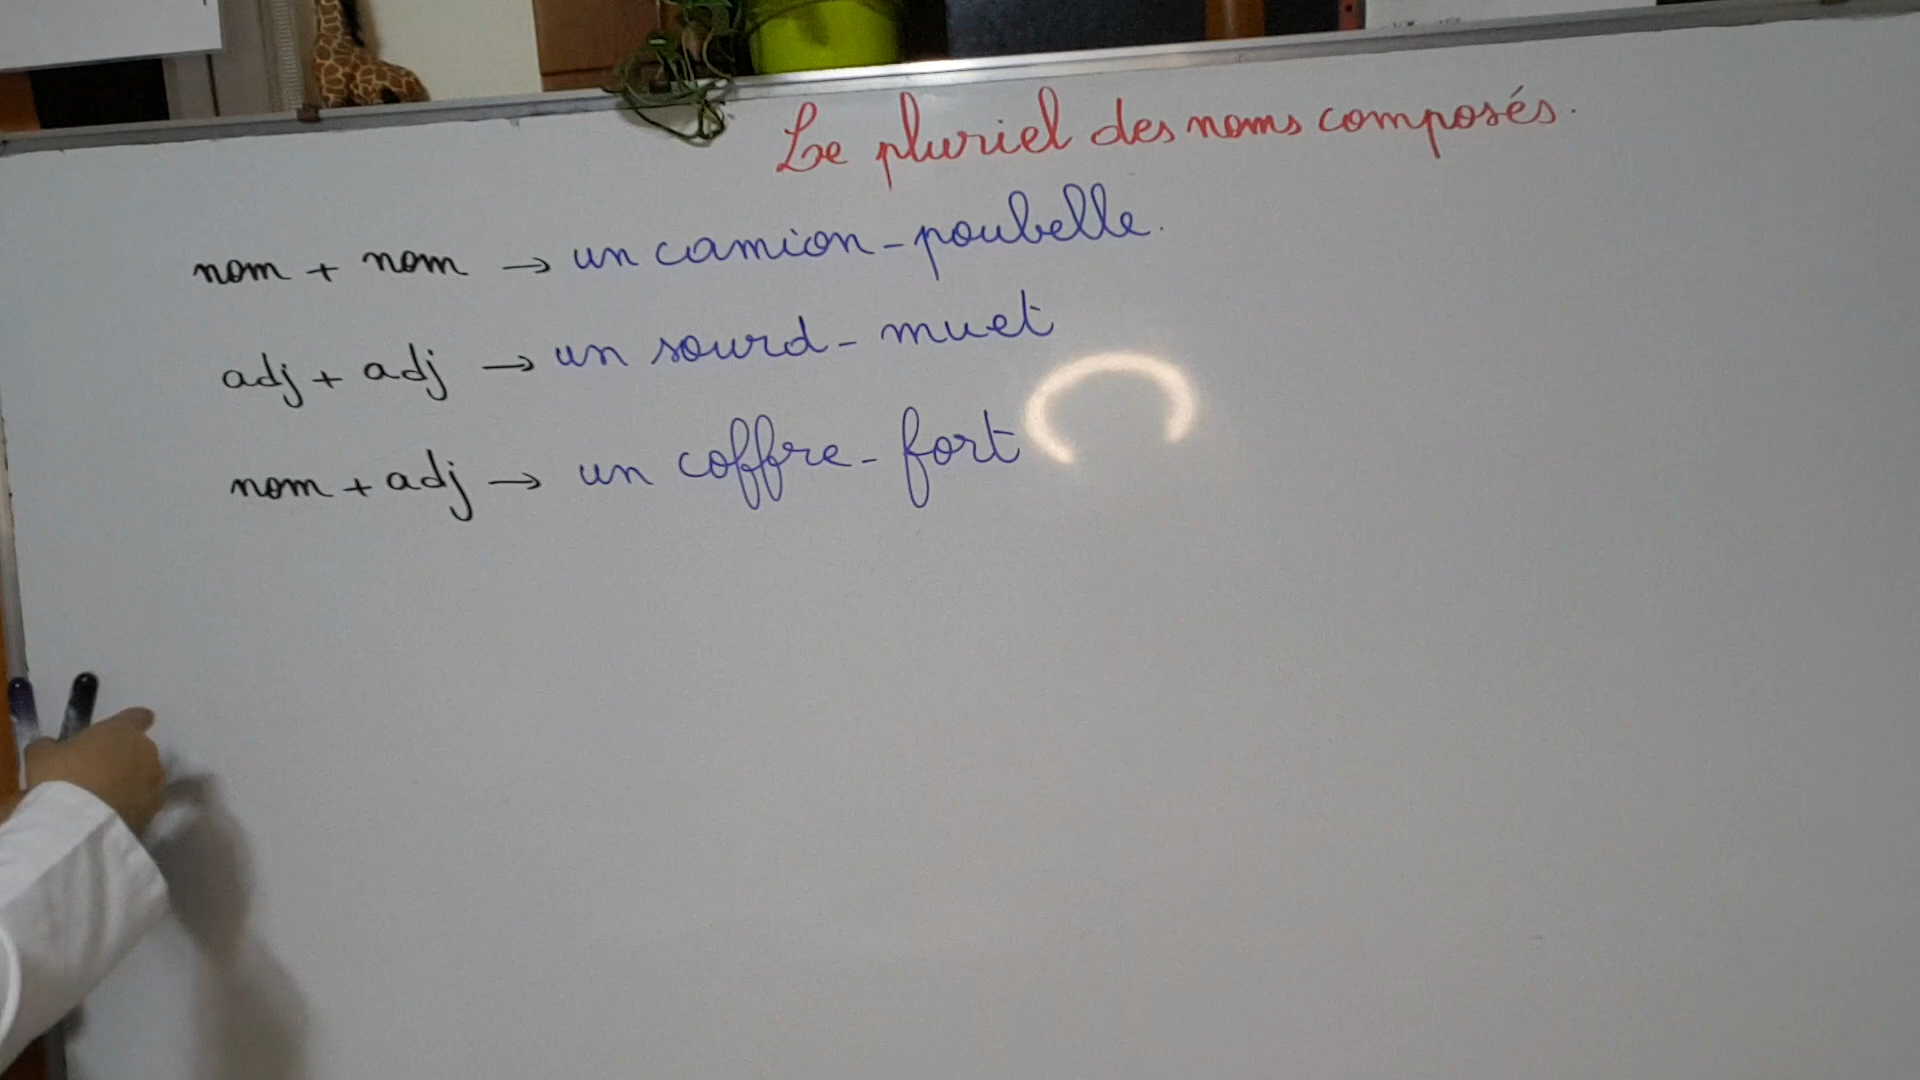 Le pluriel des noms composés.
nom + nom → un camion-poubelle.
adj + adj → un sourd-muet
nom + adj → un coffre-fort